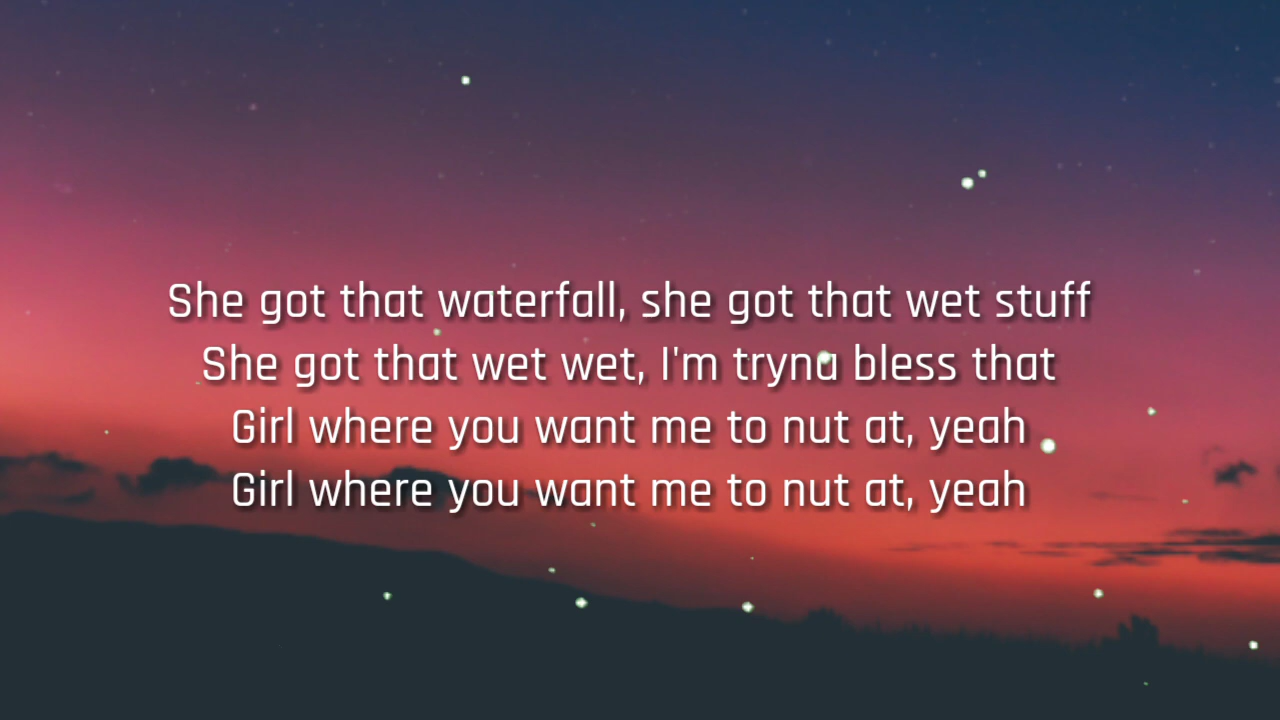 She got that waterfall, she got that wet stuff
She got that wet wet, I'm tryna bless that
Girl where you want me to nut at, yeah
Girl where you want me to nut at, yeah